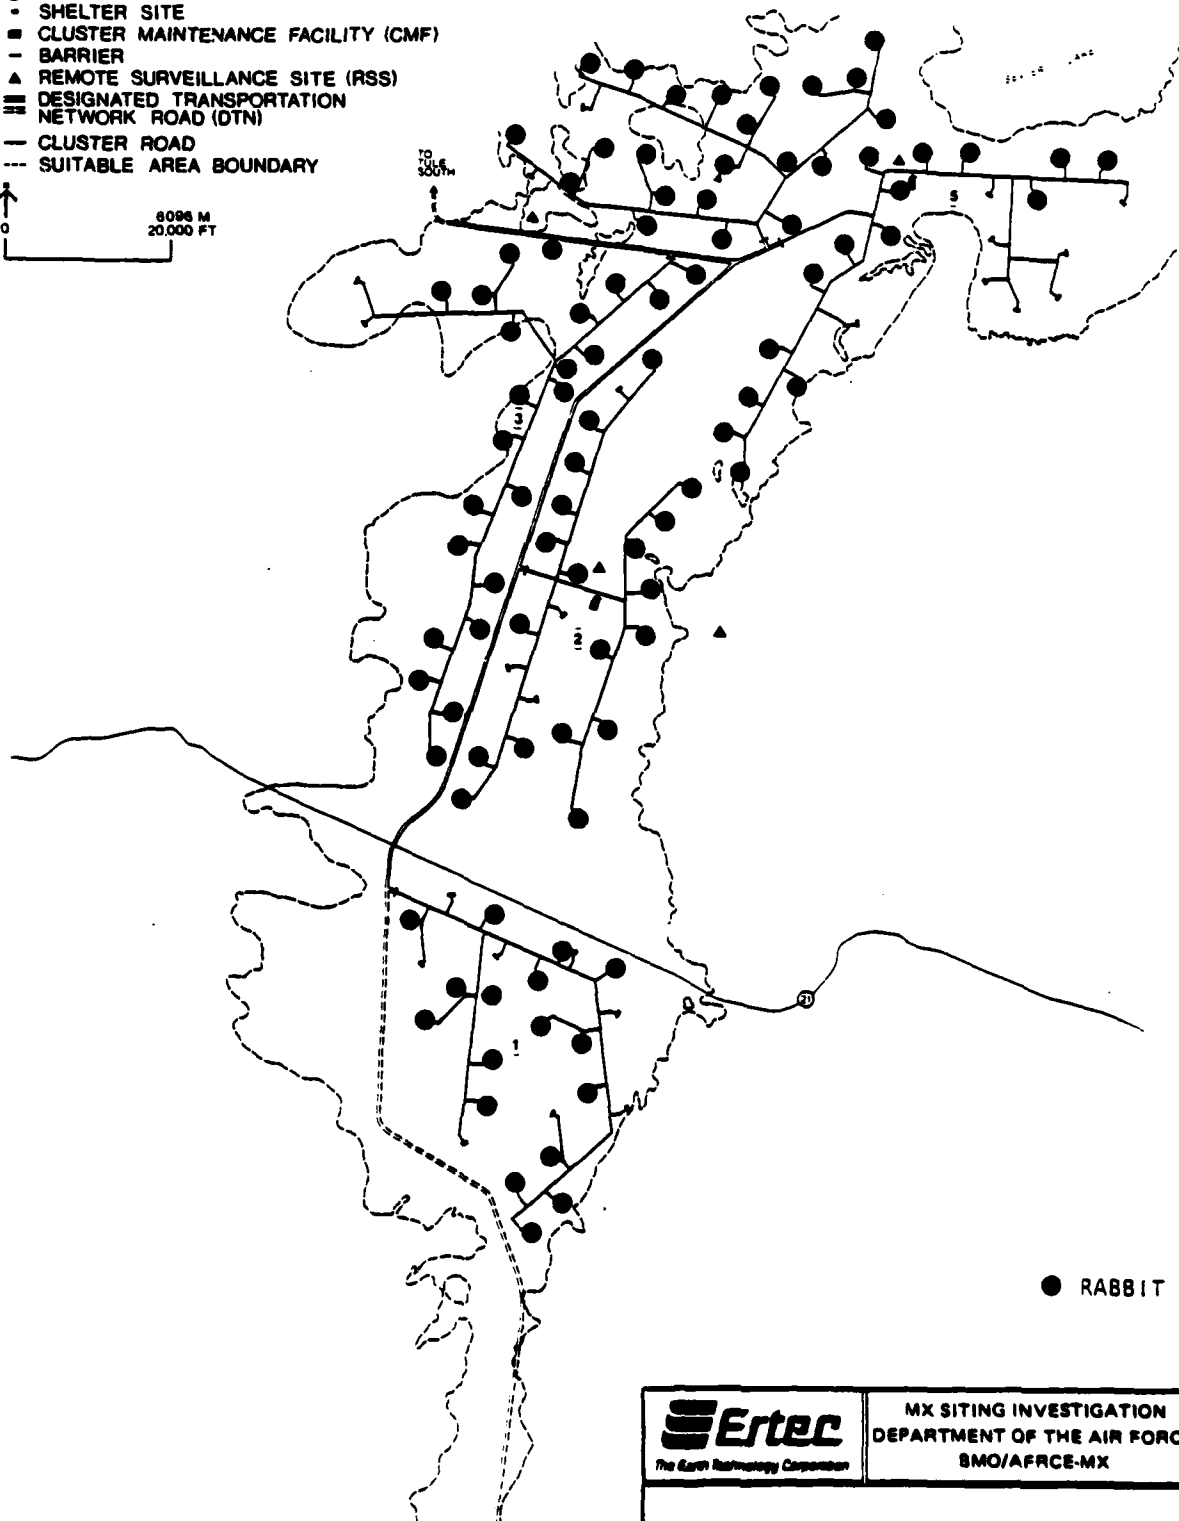 SHELTER SITE
CLUSTER MAINTENANCE FACILITY (CMF)
BARRIER
REMOTE SURVEILLANCE SITE (RSS)
DESIGNATED TRANSPORTATION
NETWORK ROAD (DTN)
CLUSTER ROAD
SUITABLE AREA BOUNDARY
TO
TULE
SOUTH
6096 M
0
20,000 FT
5
3
2
21
1
RABBIT
Ertec
The Earth Technology Corporation
MX SITING INVESTIGATION
DEPARTMENT OF THE AIR FORC
BMO/AFRCE-MX